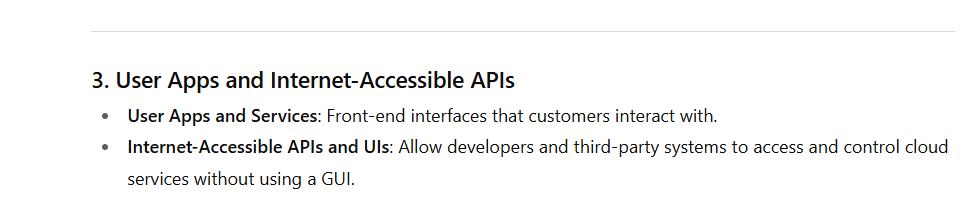 3. User Apps and Internet-Accessible APIs
• User Apps and Services: Front-end interfaces that customers interact with.
• Internet-Accessible APIs and UIs: Allow developers and third-party systems to access and control cloud
services without using a GUI.